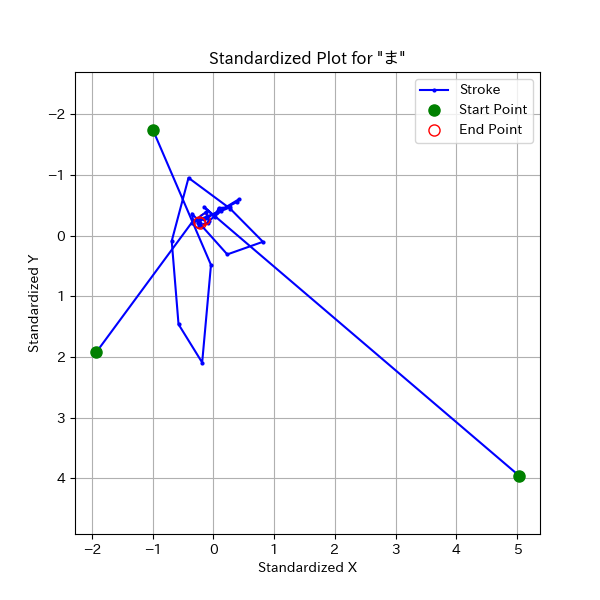 Standardized Plot for "ま"
Stroke
Start Point
End Point
Standardized Y
−2
−1
0
1
2
3
4
−2 −1 0 1 2 3 4 5
Standardized X